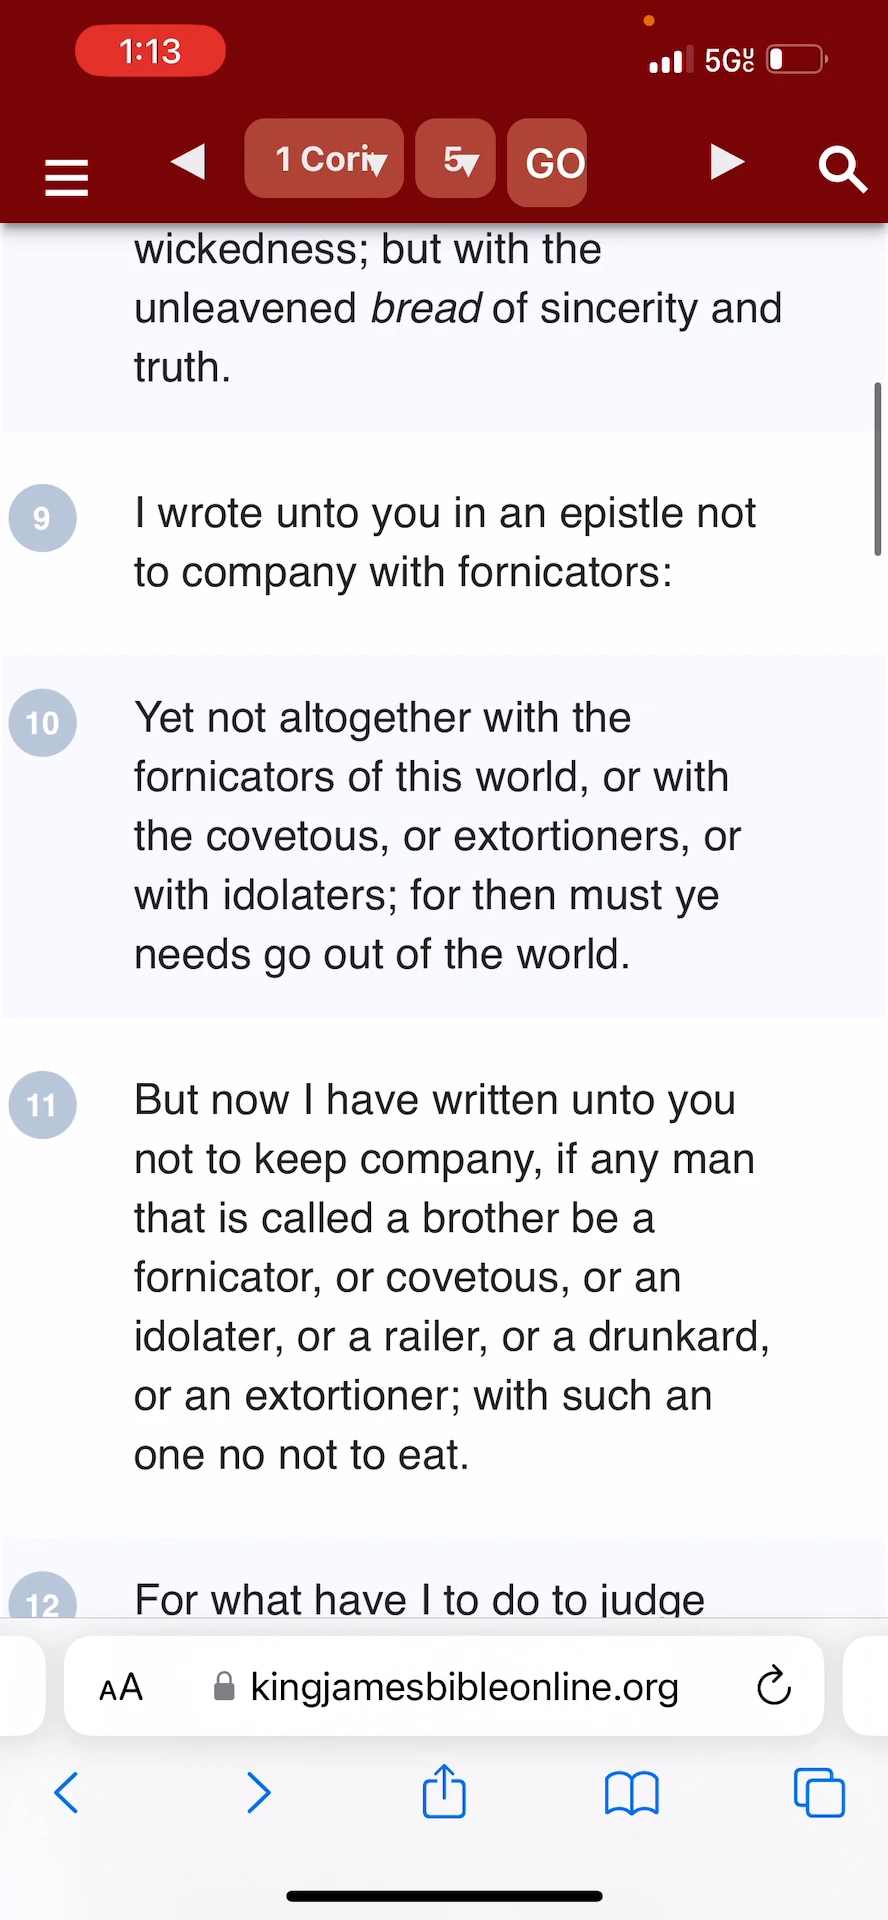 1:13
5G UC
1 Cori
5
GO
wickedness; but with the
unleavened bread of sincerity and
truth.
9
I wrote unto you in an epistle not
to company with fornicators:
10
Yet not altogether with the
fornicators of this world, or with
the covetous, or extortioners, or
with idolaters; for then must ye
needs go out of the world.
11
But now I have written unto you
not to keep company, if any man
that is called a brother be a
fornicator, or covetous, or an
idolater, or a railer, or a drunkard,
or an extortioner; with such an
one no not to eat.
12
For what have I to do to judge
AA
kingjamesbibleonline.org